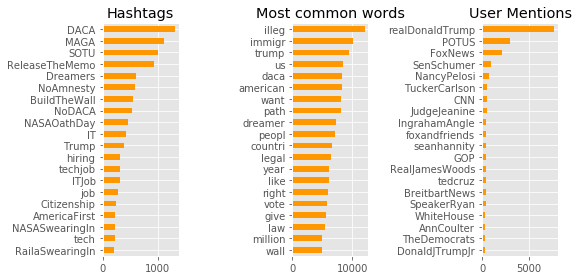 Hashtags
DACA
MAGA
SOTU
ReleaseTheMemo
Dreamers
NoAmnesty
BuildTheWall
NoDACA
NASAOathDay
IT
Trump
hiring
techjob
ITJob
job
Citizenship
AmericaFirst
NASASwearingIn
tech
RailaSwearingIn
0 1000
Most common words
illeg
immigr
trump
us
daca
american
want
path
dreamer
peopl
countri
legal
year
like
right
vote
give
law
million
wall
0 10000
User Mentions
realDonaldTrump
POTUS
FoxNews
SenSchumer
NancyPelosi
TuckerCarlson
CNN
JudgeJeanine
IngrahamAngle
foxandfriends
seanhannity
GOP
RealJamesWoods
tedcruz
BreitbartNews
SpeakerRyan
WhiteHouse
AnnCoulter
TheDemocrats
DonaldJTrumpJr
0 5000